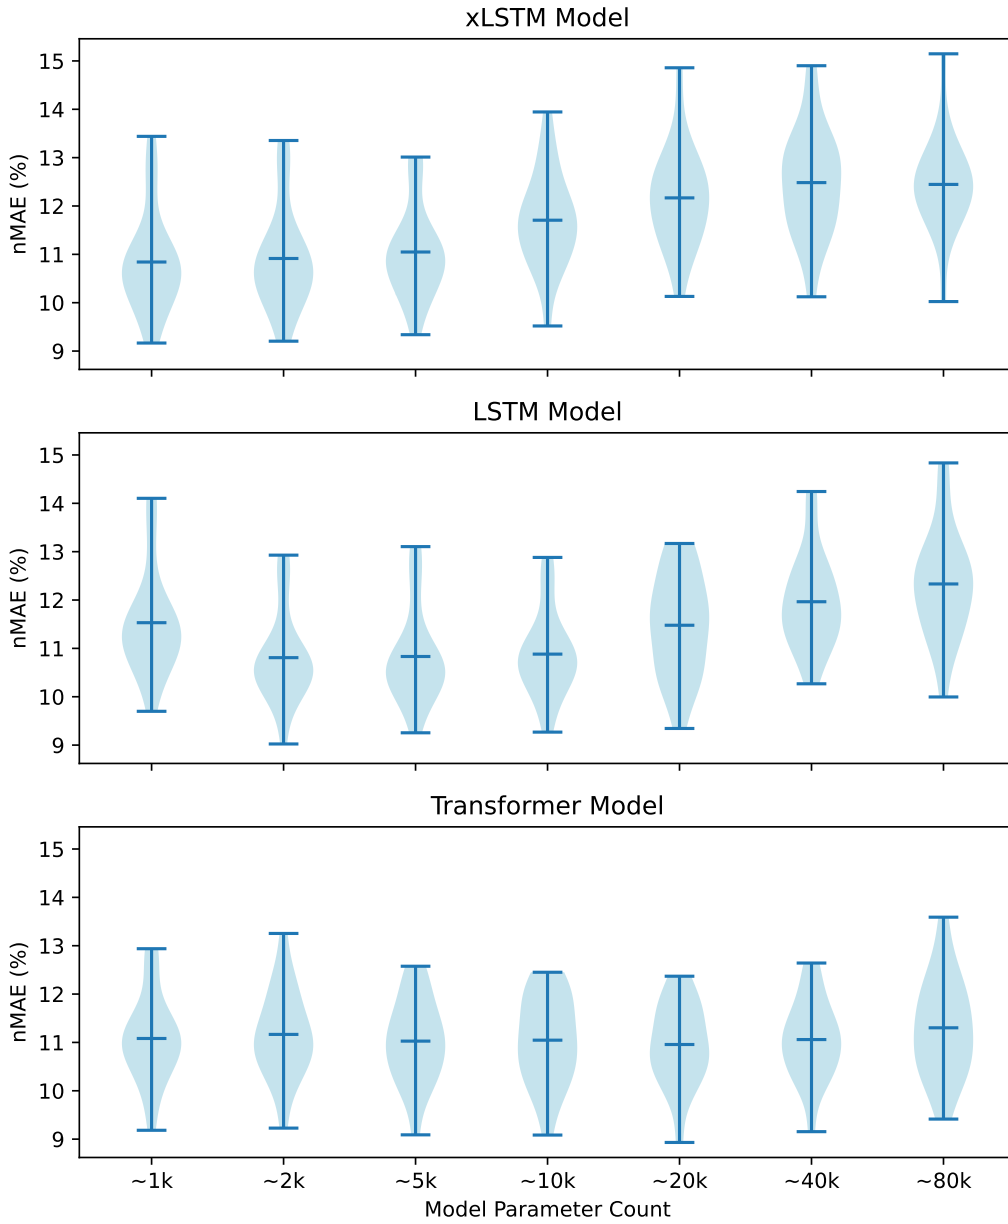 xLSTM Model
15
14
13
12
11
10
9
nMAE (%)
LSTM Model
15
14
13
12
11
10
9
nMAE (%)
Transformer Model
15
14
13
12
11
10
9
nMAE (%)
~1k ~2k ~5k ~10k ~20k ~40k ~80k
Model Parameter Count